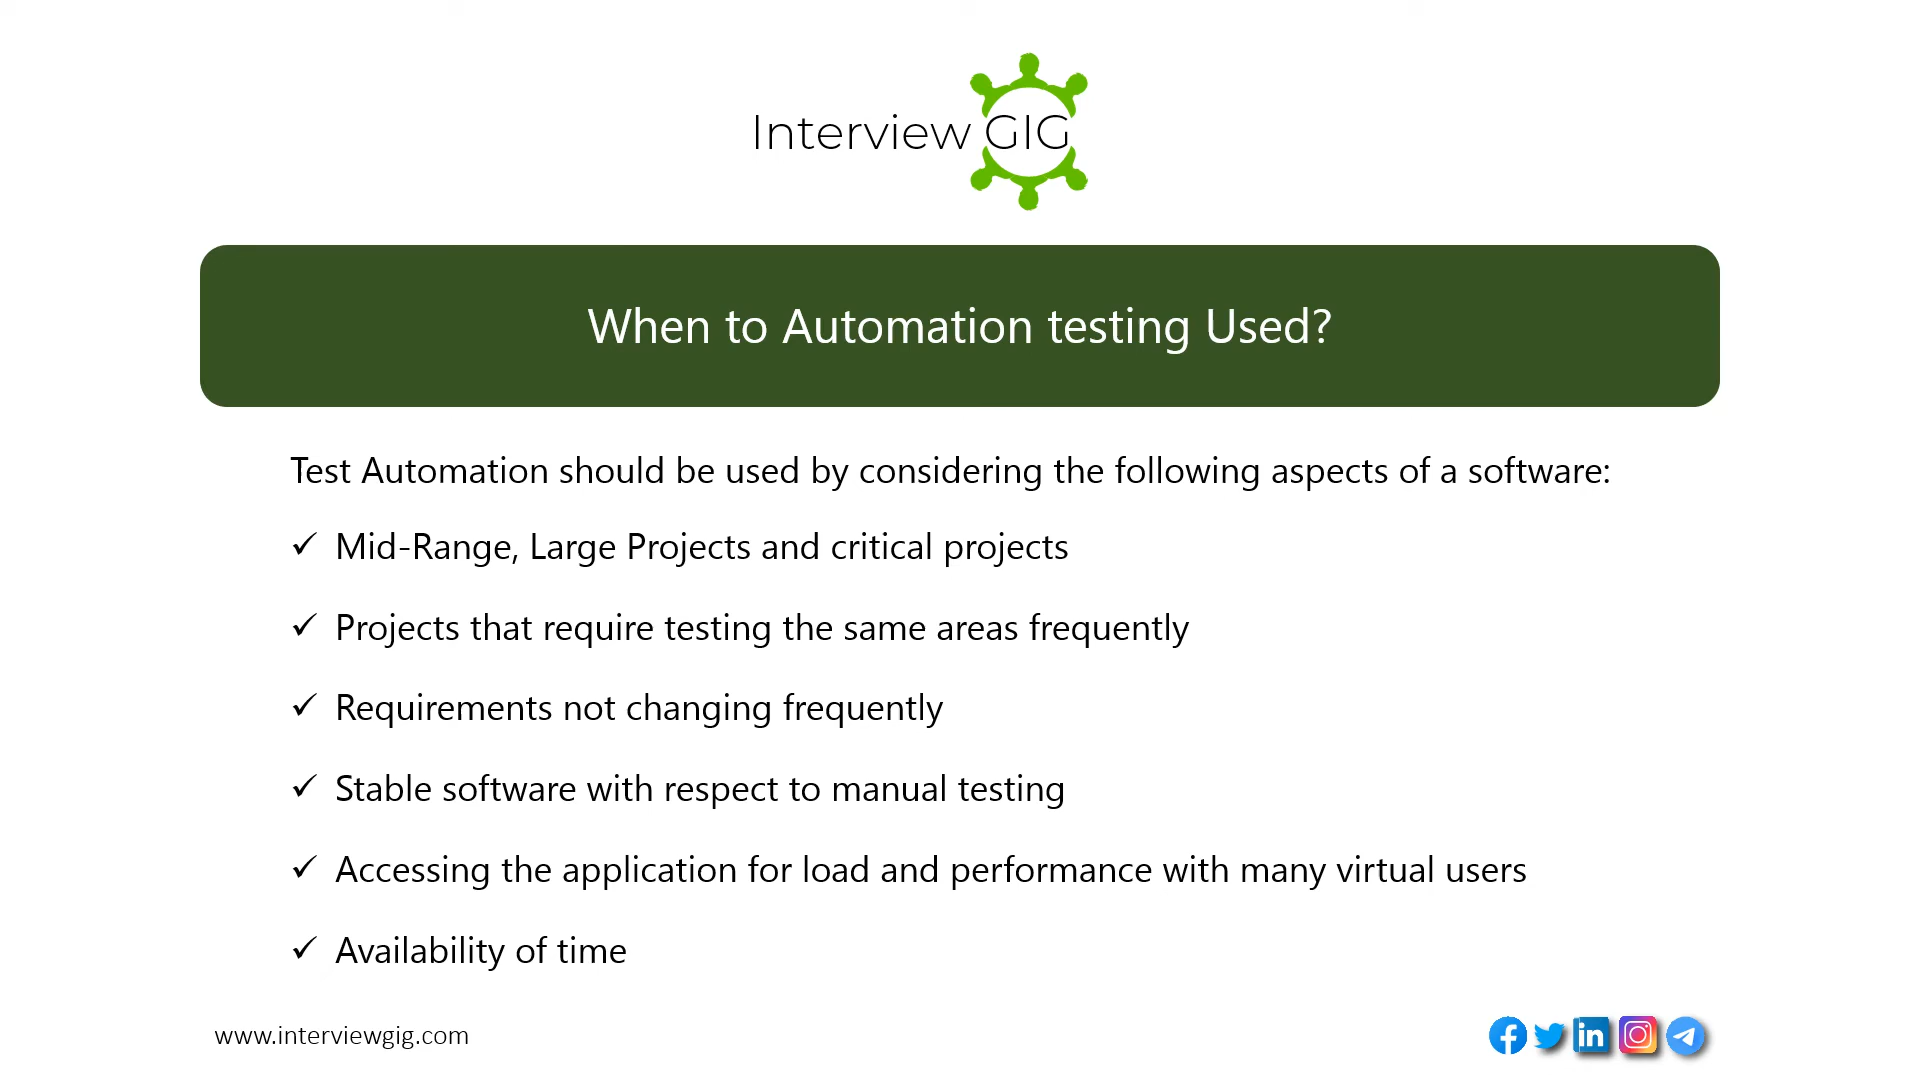 Interview GIG
When to Automation testing Used?
Test Automation should be used by considering the following aspects of a software:
✓ Mid-Range, Large Projects and critical projects
✓ Projects that require testing the same areas frequently
✓ Requirements not changing frequently
✓ Stable software with respect to manual testing
✓ Accessing the application for load and performance with many virtual users
✓ Availability of time
www.interviewgig.com